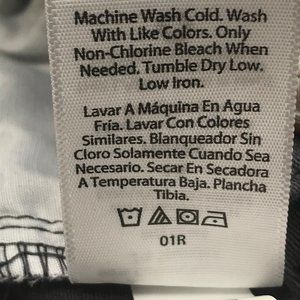 Machine Wash Cold. Wash
With Like Colors. Only
Non-Chlorine Bleach When
Needed. Tumble Dry Low.
Low Iron.
Lavar A Máquina En Agua
Fría. Lavar Con Colores
Similares. Blanqueador Sin
Cloro Solamente Cuando Sea
Necesario. Secar En Secadora
A Temperatura Baja. Plancha
Tibia.
01R